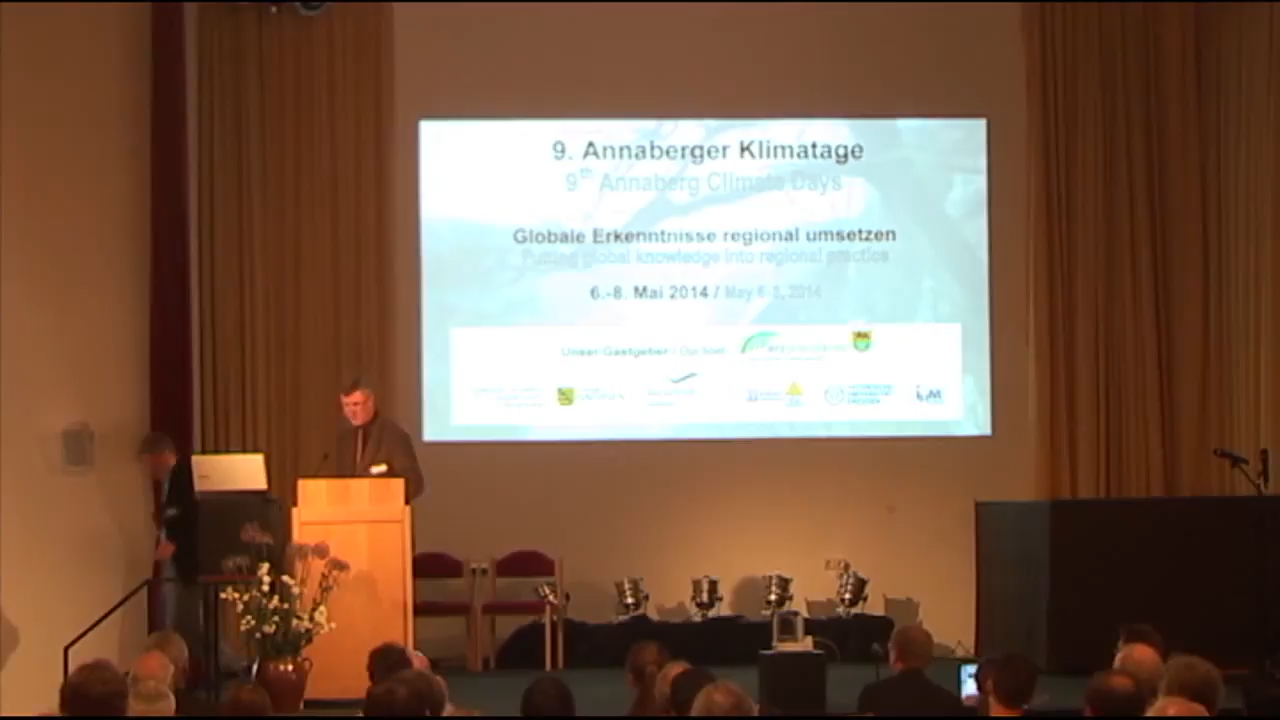 9. Annaberger Klimatage
9th Annaberg Climate Days
Globale Erkenntnisse regional umsetzen
Putting global knowledge into regional practice
6.-8. Mai 2014 / May 6-8, 2014
Unser Gastgeber / Our host